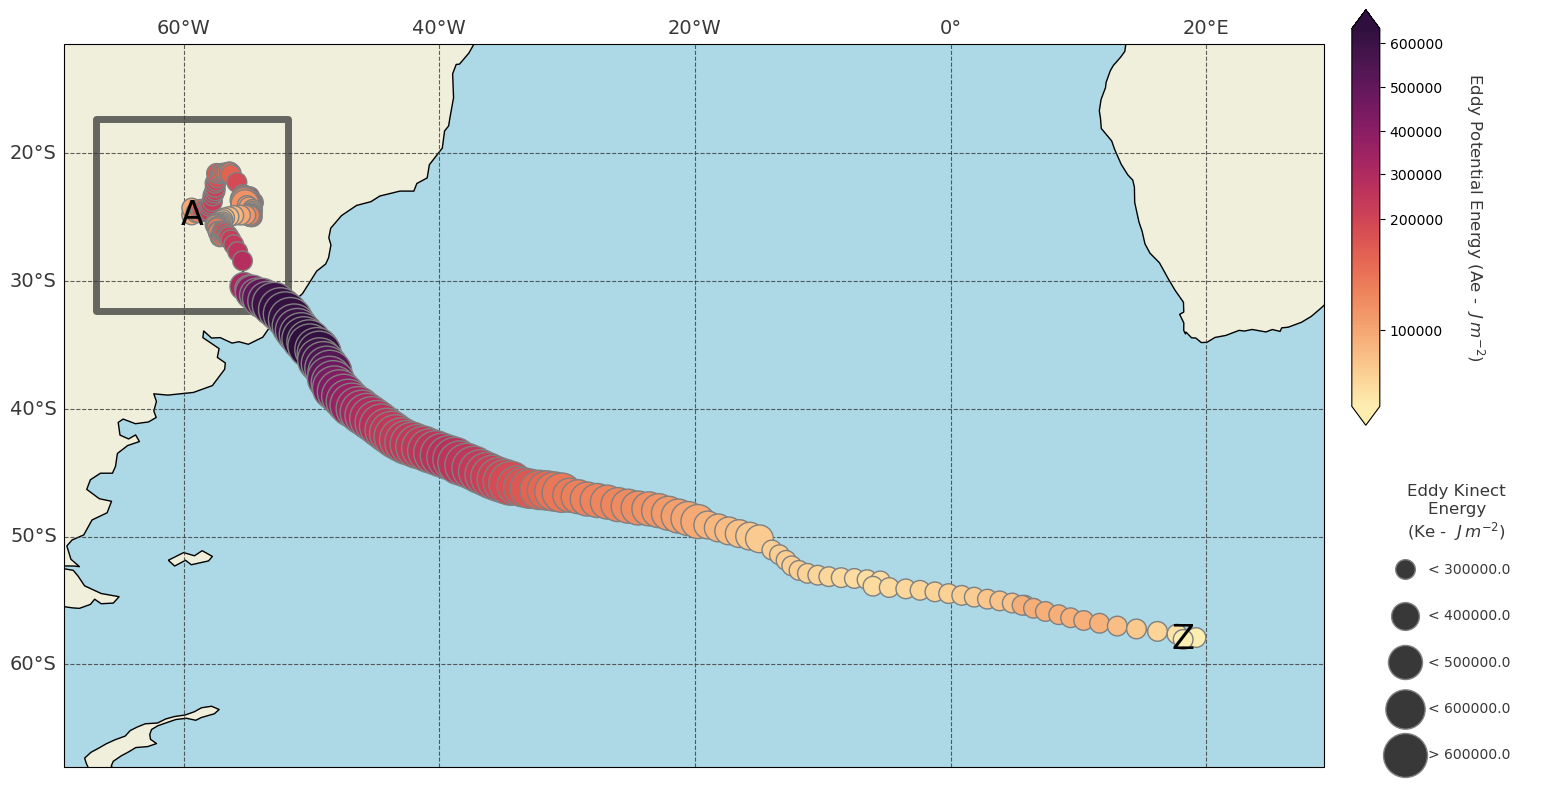 60°W 40°W 20°W 0° 20°E
20°S
30°S
40°S
50°S
60°S
A
Z
600000
500000
400000
300000
200000
100000
Eddy Potential Energy (Ae - J m⁻²)
Eddy Kinect
Energy
(Ke - J m⁻²)
< 300000.0
< 400000.0
< 500000.0
< 600000.0
> 600000.0